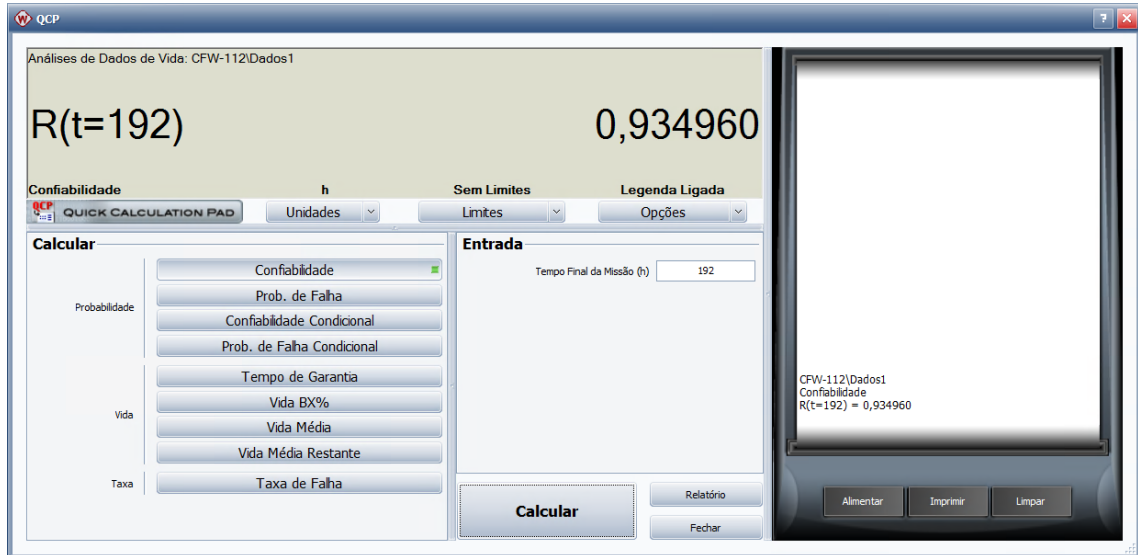 QCP
Análises de Dados de Vida: CFW-112\Dados1
R(t=192) 0,934960
Confiabilidade h Sem Limites Legenda Ligada
QCP QUICK CALCULATION PAD Unidades Limites Opções
Calcular
Probabilidade
Confiabilidade
Prob. de Falha
Confiabilidade Condicional
Prob. de Falha Condicional
Vida
Tempo de Garantia
Vida BX%
Vida Média
Vida Média Restante
Taxa
Taxa de Falha
Entrada
Tempo Final da Missão (h) 192
Calcular
Relatório
Fechar
CFW-112\Dados1
Confiabilidade
R(t=192) = 0,934960
Alimentar Imprimir Limpar